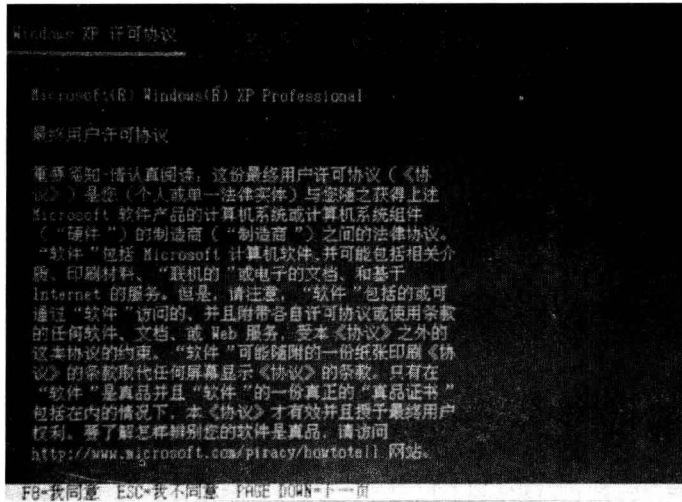 Windows XP 许可协议
Microsoft(R) Windows(R) XP Professional
最终用户许可协议
重要须知-请认真阅读：这份最终用户许可协议（《协
议》）是您（个人或单一法律实体）与您随之获得上述
Microsoft 软件产品的计算机系统或计算机系统组件
（“硬件”）的制造商（“制造商”）之间的法律协议。
“软件”包括 Microsoft 计算机软件，并可能包括相关介
质、印刷材料、“联机的”或电子的文档、和基于
Internet 的服务。但是，请注意，“软件”包括的或可
通过“软件”访问的、并且附带各自许可协议或使用条款
的任何软件、文档、或 Web 服务，受本《协议》之外的
这类协议的约束。“软件”可能随附的一份纸张印刷《协
议》的条款取代任何屏幕显示《协议》的条款。只有在
“软件”是真品并且“软件”的一份真正的“真品证书”
包括在内的情况下，本《协议》才有效并且授予最终用户
权利。要了解怎样辨别您的软件是真品，请访问
http://www.microsoft.com/piracy/howtotell 网站。
F8=我同意 ESC=我不同意 PAGE DOWN=下一页